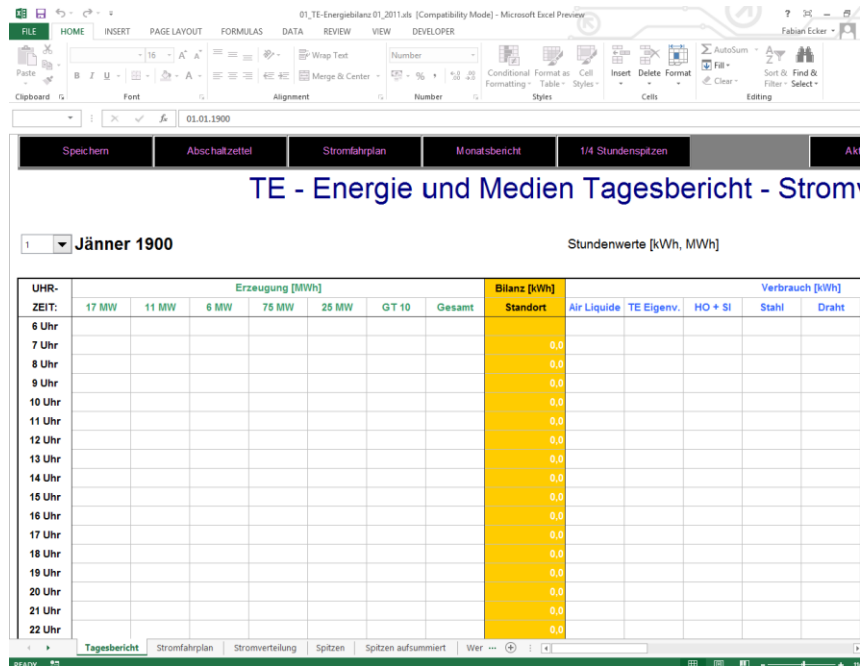 01_TE-Energiebilanz 01_2011.xls [Compatibility Mode] - Microsoft Excel Preview
FILE HOME INSERT PAGE LAYOUT FORMULAS DATA REVIEW VIEW DEVELOPER Fabian Ecker
16 A A Wrap Text Number AutoSum
Paste B I U A Merge & Center % Conditional Formatting Format as Table Cell Styles Insert Delete Format Fill Clear Sort & Filter Find & Select
Clipboard Font Alignment Number Styles Cells Editing
fx 01.01.1900
Speichern Abschaltzettel Stromfahrplan Monatsbericht 1/4 Stundenspitzen
TE - Energie und Medien Tagesbericht -
1 Jänner 1900 Stundenwerte [kWh, MWh]
UHR- Erzeugung [MWh] Bilanz [kWh] Verbrauch [kWh]
ZEIT: 17 MW 11 MW 6 MW 75 MW 25 MW GT 10 Gesamt Standort Air Liquide TE Eigenv. HO + SI Stahl Draht
6 Uhr
7 Uhr 0,0
8 Uhr 0,0
9 Uhr 0,0
10 Uhr 0,0
11 Uhr 0,0
12 Uhr 0,0
13 Uhr 0,0
14 Uhr 0,0
15 Uhr 0,0
16 Uhr 0,0
17 Uhr 0,0
18 Uhr 0,0
19 Uhr 0,0
20 Uhr 0,0
21 Uhr 0,0
22 Uhr 0,0
Tagesbericht Stromfahrplan Stromverteilung Spitzen Spitzen aufsummiert Wer ...
READY